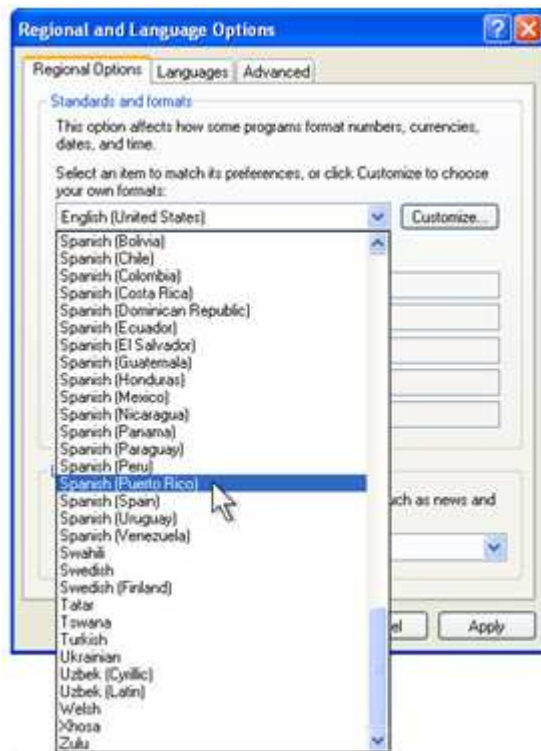 Regional and Language Options
Regional Options Languages Advanced
Standards and formats
This option affects how some programs format numbers, currencies,
dates, and time.
Select an item to match its preferences, or click Customize to choose
your own formats:
English (United States) Customize...
Spanish (Bolivia)
Spanish (Chile)
Spanish (Colombia)
Spanish (Costa Rica)
Spanish (Dominican Republic)
Spanish (Ecuador)
Spanish (El Salvador)
Spanish (Guatemala)
Spanish (Honduras)
Spanish (Mexico)
Spanish (Nicaragua)
Spanish (Panama)
Spanish (Paraguay)
Spanish (Peru)
Spanish (Puerto Rico)
Spanish (Spain) uch as news and
Spanish (Uruguay)
Spanish (Venezuela)
Swahili
Swedish
Swedish (Finland)
Tatar
Tswana el Apply
Turkish
Ukrainian
Uzbek (Cyrillic)
Uzbek (Latin)
Welsh
Xhosa
Zulu